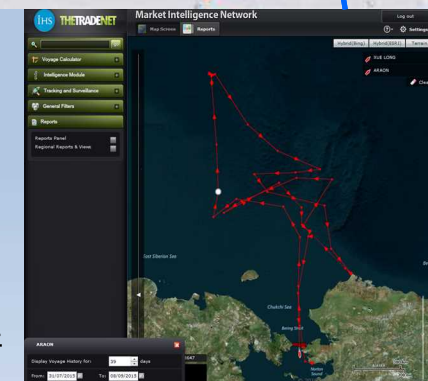 IHS THETRADENET
Market Intelligence Network
Log out
Map Screen Reports
Settings
Hybrid(Bing) Hybrid(ESRI) Terrain
XUE LONG
ARAON
Clea
Voyage Calculator
Intelligence Module
Tracking and Surveillance
General Filters
Reports
Reports Panel
Regional Reports & Views
East Siberian Sea
Chukchi Sea
Bering Strait
Norton Sound
ARAON
Display Voyage History for: 39 days
From: 31/07/2015 To: 08/09/2015